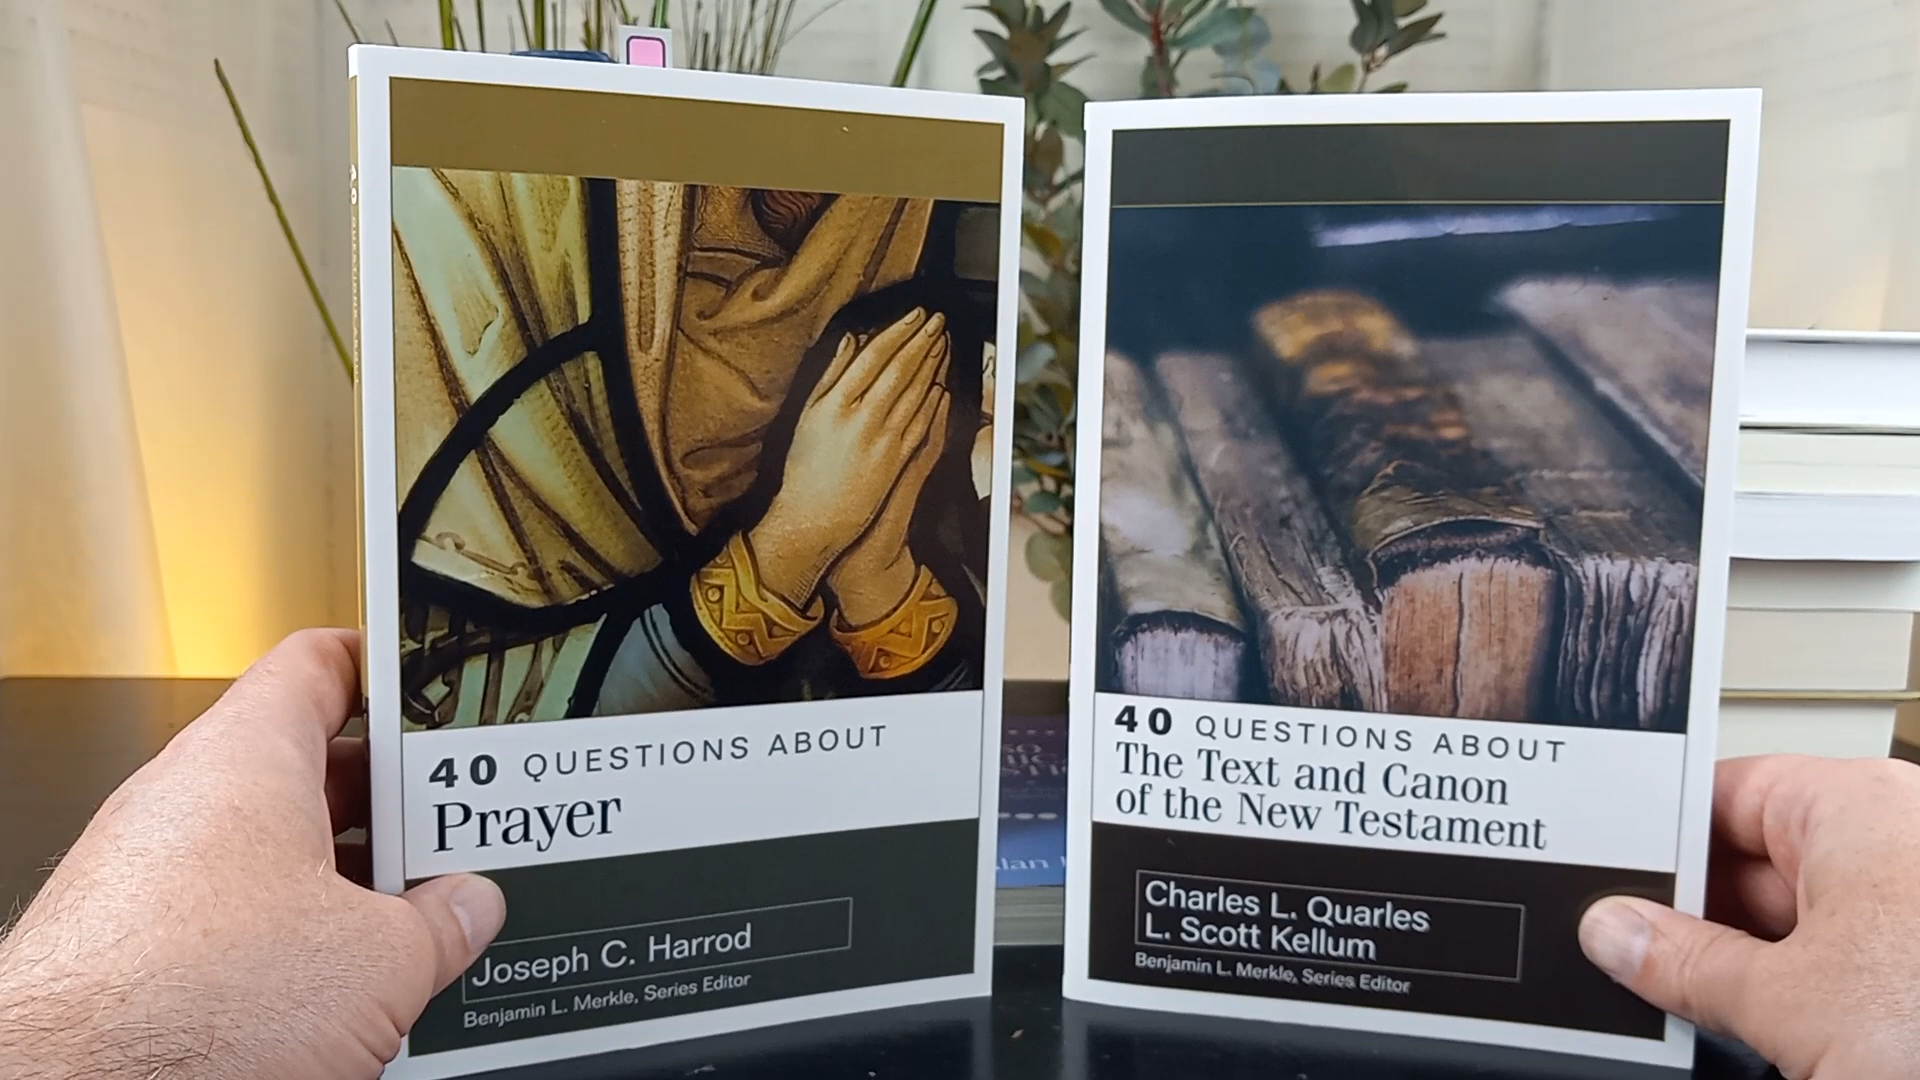 40 QUESTIONS ABOUT
Prayer
Joseph C. Harrod
Benjamin L. Merkle, Series Editor
40 QUESTIONS ABOUT
The Text and Canon
of the New Testament
Charles L. Quarles
L. Scott Kellum
Benjamin L. Merkle, Series Editor